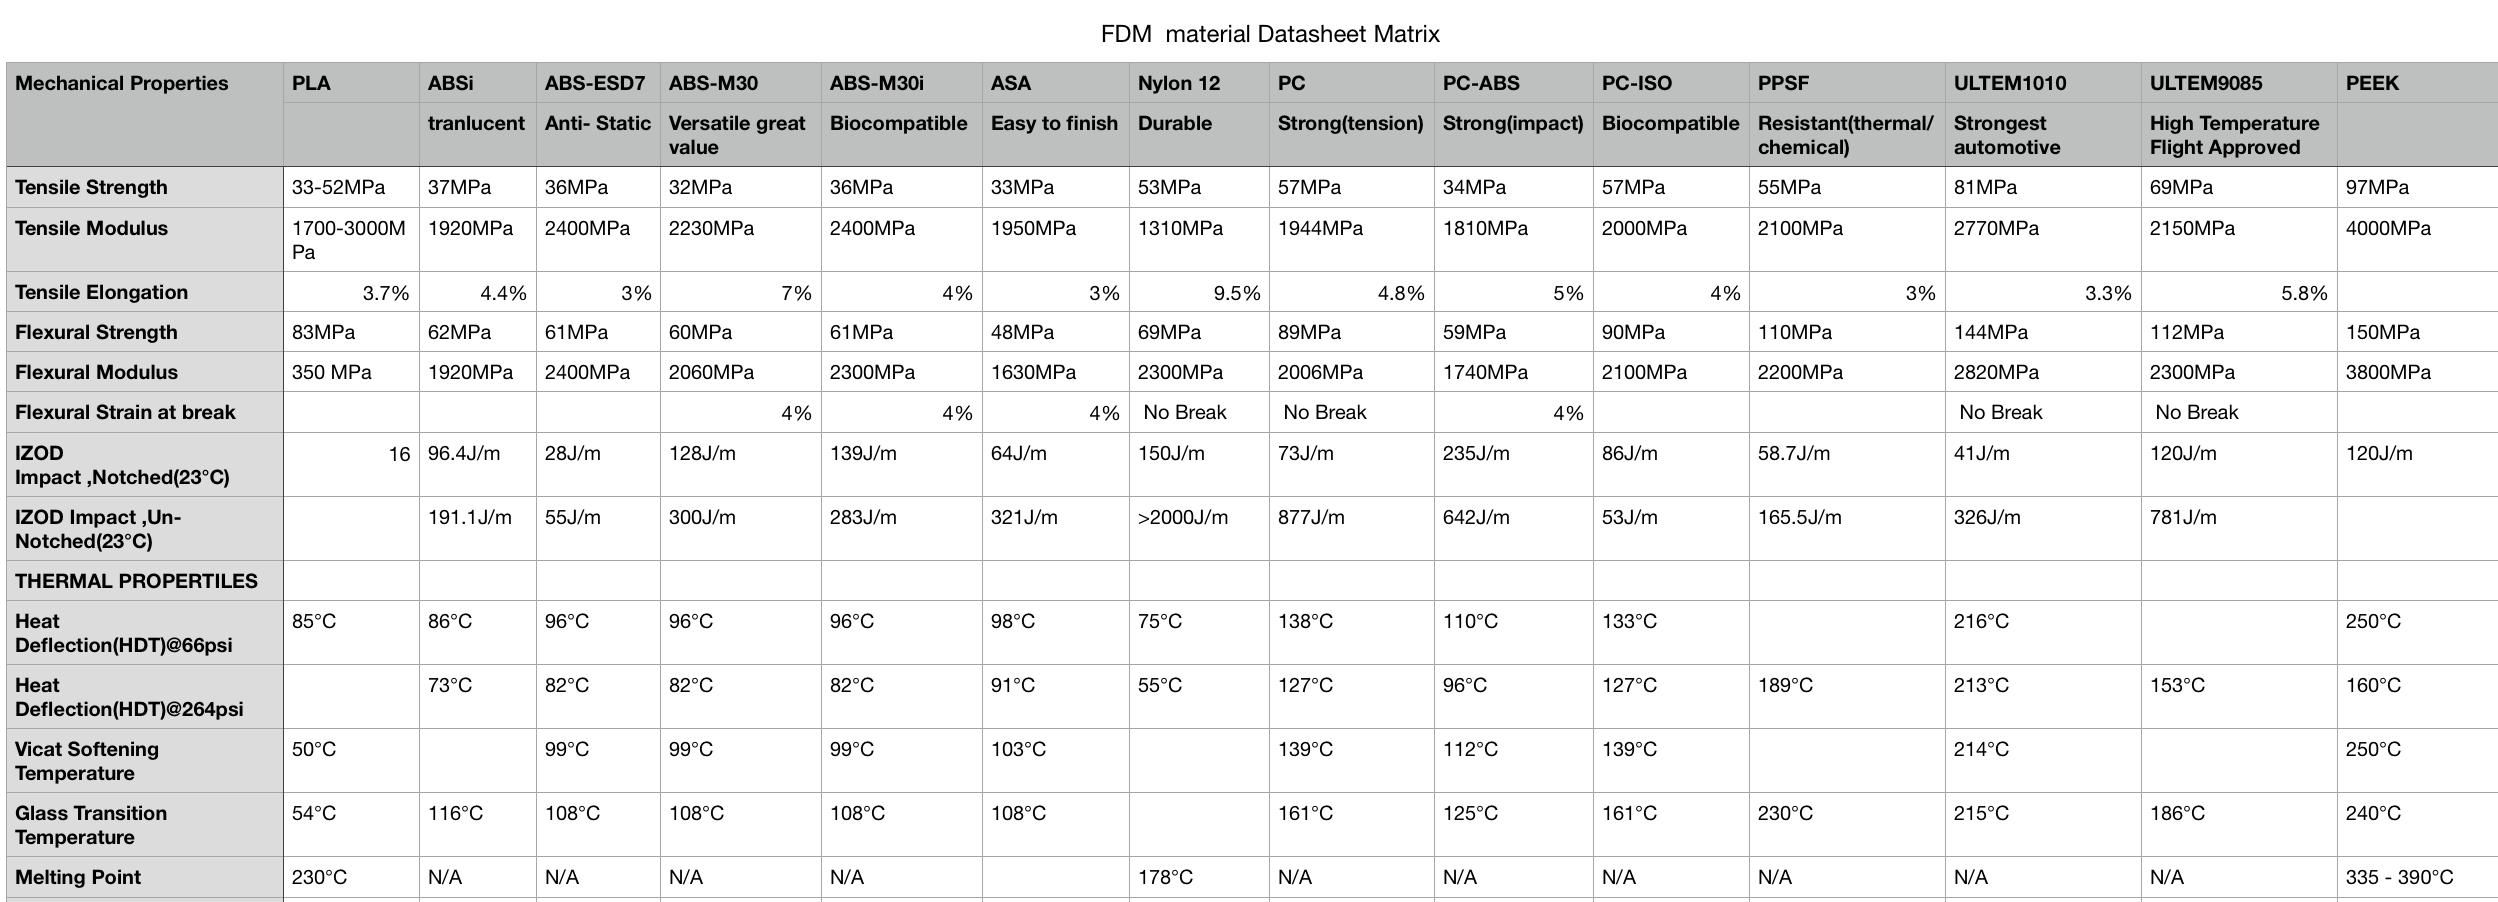 FDM  material Datasheet Matrix
Mechanical Properties PLA ABSi ABS-ESD7 ABS-M30 ABS-M30i ASA Nylon 12 PC PC-ABS PC-ISO PPSF ULTEM1010 ULTEM9085 PEEK
tranlucent Anti- Static Versatile great Biocompatible Easy to finish Durable Strong(tension) Strong(impact) Biocompatible Resistant(thermal/ Strongest High Temperature
value chemical) automotive Flight Approved
Tensile Strength 33-52MPa 37MPa 36MPa 32MPa 36MPa 33MPa 53MPa 57MPa 34MPa 57MPa 55MPa 81MPa 69MPa 97MPa
Tensile Modulus 1700-3000M 1920MPa 2400MPa 2230MPa 2400MPa 1950MPa 1310MPa 1944MPa 1810MPa 2000MPa 2100MPa 2770MPa 2150MPa 4000MPa
Pa
Tensile Elongation 3.7% 4.4% 3% 7% 4% 3% 9.5% 4.8% 5% 4% 3% 3.3% 5.8%
Flexural Strength 83MPa 62MPa 61MPa 60MPa 61MPa 48MPa 69MPa 89MPa 59MPa 90MPa 110MPa 144MPa 112MPa 150MPa
Flexural Modulus 350 MPa 1920MPa 2400MPa 2060MPa 2300MPa 1630MPa 2300MPa 2006MPa 1740MPa 2100MPa 2200MPa 2820MPa 2300MPa 3800MPa
Flexural Strain at break 4% 4% 4% No Break No Break 4% No Break No Break
IZOD 16 96.4J/m 28J/m 128J/m 139J/m 64J/m 150J/m 73J/m 235J/m 86J/m 58.7J/m 41J/m 120J/m 120J/m
Impact ,Notched(23°C)
IZOD Impact ,Un- 191.1J/m 55J/m 300J/m 283J/m 321J/m >2000J/m 877J/m 642J/m 53J/m 165.5J/m 326J/m 781J/m
Notched(23°C)
THERMAL PROPERTILES
Heat 85°C 86°C 96°C 96°C 96°C 98°C 75°C 138°C 110°C 133°C 216°C 250°C
Deflection(HDT)@66psi
Heat 73°C 82°C 82°C 82°C 91°C 55°C 127°C 96°C 127°C 189°C 213°C 153°C 160°C
Deflection(HDT)@264psi
Vicat Softening 50°C 99°C 99°C 99°C 103°C 139°C 112°C 139°C 214°C 250°C
Temperature
Glass Transition 54°C 116°C 108°C 108°C 108°C 108°C 161°C 125°C 161°C 230°C 215°C 186°C 240°C
Temperature
Melting Point 230°C N/A N/A N/A N/A 178°C N/A N/A N/A N/A N/A N/A 335 - 390°C